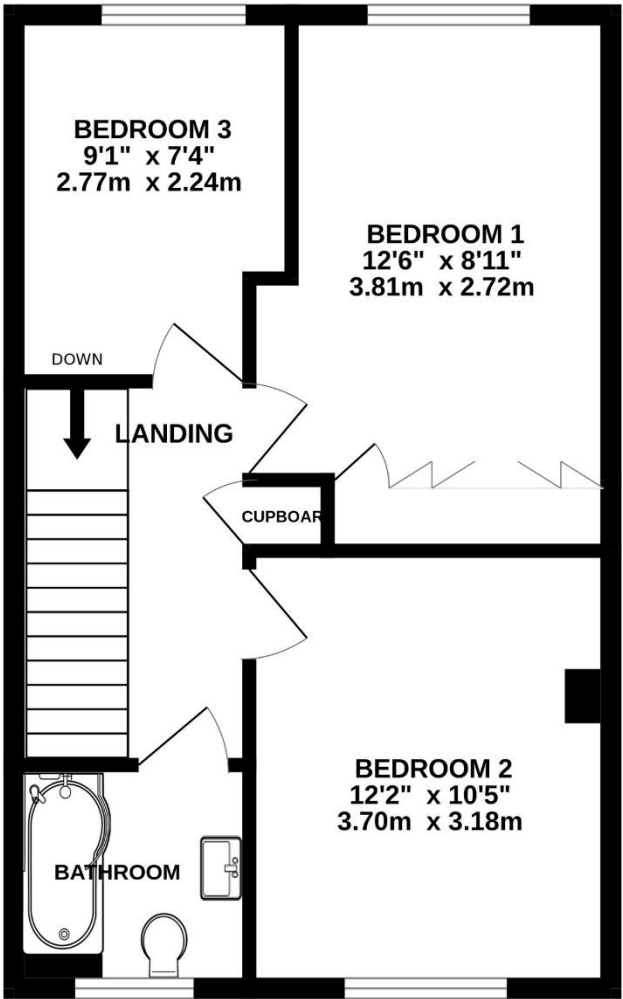 BEDROOM 3
9'1" x 7'4"
2.77m x 2.24m
BEDROOM 1
12'6" x 8'11"
3.81m x 2.72m
DOWN
LANDING
CUPBOAR
BEDROOM 2
12'2" x 10'5"
3.70m x 3.18m
BATHROOM